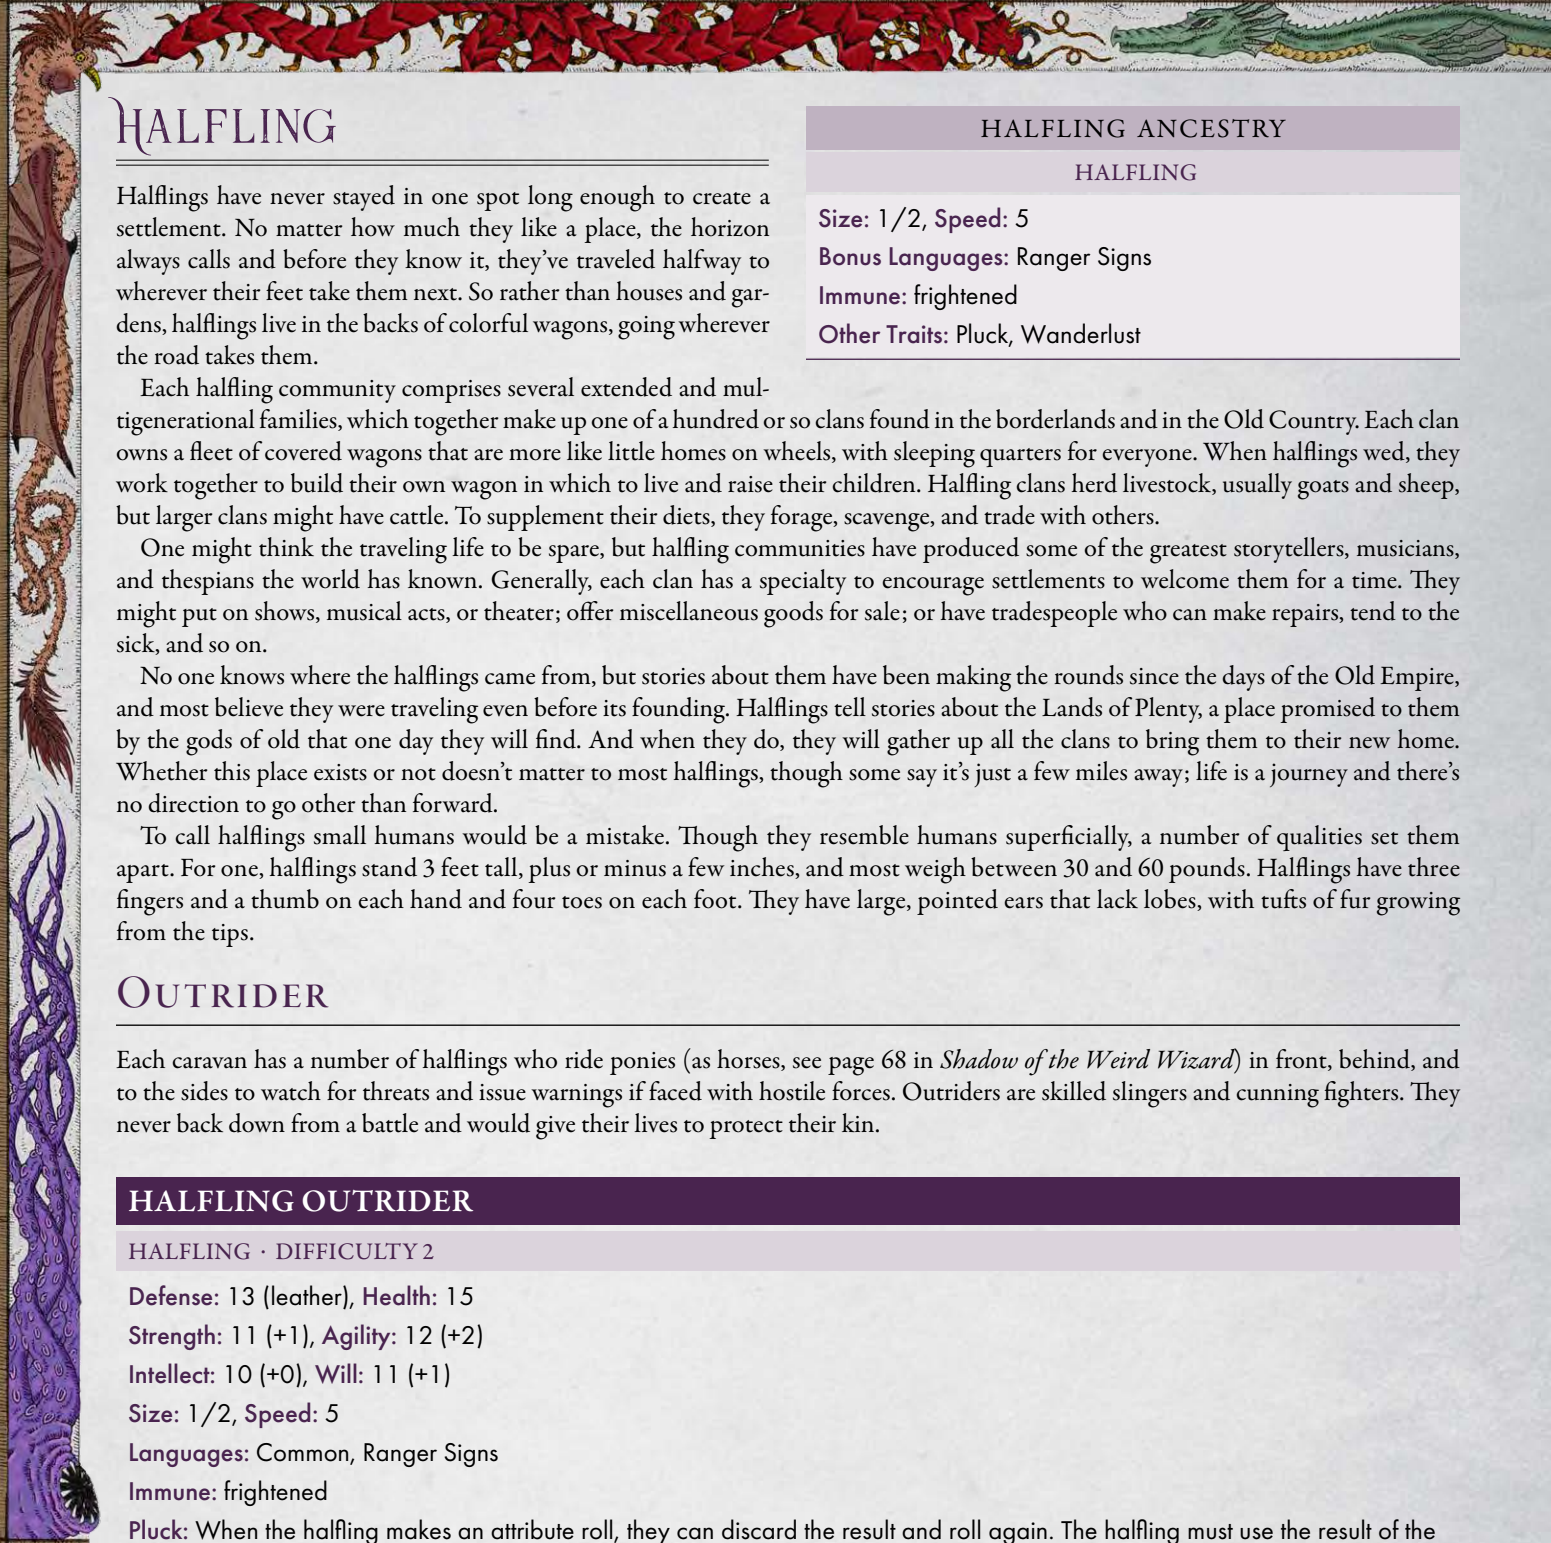 HALFLING
Halflings have never stayed in one spot long enough to create a
settlement. No matter how much they like a place, the horizon
always calls and before they know it, they've traveled halfway to
wherever their feet take them next. So rather than houses and gar-
dens, halflings live in the backs of colorful wagons, going wherever
the road takes them.
HALFLING ANCESTRY
HALFLING
Size: 1/2, Speed: 5
Bonus Languages: Ranger Signs
Immune: frightened
Other Traits: Pluck, Wanderlust
Each halfling community comprises several extended and mul-
tigenerational families, which together make up one of a hundred or so clans found in the borderlands and in the Old Country. Each clan
owns a fleet of covered wagons that are more like little homes on wheels, with sleeping quarters for everyone. When halflings wed, they
work together to build their own wagon in which to live and raise their children. Halfling clans herd livestock, usually goats and sheep,
but larger clans might have cattle. To supplement their diets, they forage, scavenge, and trade with others.
One might think the traveling life to be spare, but halfling communities have produced some of the greatest storytellers, musicians,
and thespians the world has known. Generally, each clan has a specialty to encourage settlements to welcome them for a time. They
might put on shows, musical acts, or theater; offer miscellaneous goods for sale; or have tradespeople who can make repairs, tend to the
sick, and so on.
No one knows where the halflings came from, but stories about them have been making the rounds since the days of the Old Empire,
and most believe they were traveling even before its founding. Halflings tell stories about the Lands of Plenty, a place promised to them
by the gods of old that one day they will find. And when they do, they will gather up all the clans to bring them to their new home.
Whether this place exists or not doesn't matter to most halflings, though some say it's just a few miles away; life is a journey and there's
no direction to go other than forward.
To call halflings small humans would be a mistake. Though they resemble humans superficially, a number of qualities set them
apart. For one, halflings stand 3 feet tall, plus or minus a few inches, and most weigh between 30 and 60 pounds. Halflings have three
fingers and a thumb on each hand and four toes on each foot. They have large, pointed ears that lack lobes, with tufts of fur growing
from the tips.
OUTRIDER
Each caravan has a number of halflings who ride ponies (as horses, see page 68 in Shadow of the Weird Wizard) in front, behind, and
to the sides to watch for threats and issue warnings if faced with hostile forces. Outriders are skilled slingers and cunning fighters. They
never back down from a battle and would give their lives to protect their kin.
HALFLING OUTRIDER
HALFLING · DIFFICULTY 2
Defense: 13 (leather), Health: 15
Strength: 11 (+1), Agility: 12 (+2)
Intellect: 10 (+0), Will: 11 (+1)
Size: 1/2, Speed: 5
Languages: Common, Ranger Signs
Immune: frightened
Pluck: When the halfling makes an attribute roll, they can discard the result and roll again. The halfling must use the result of the